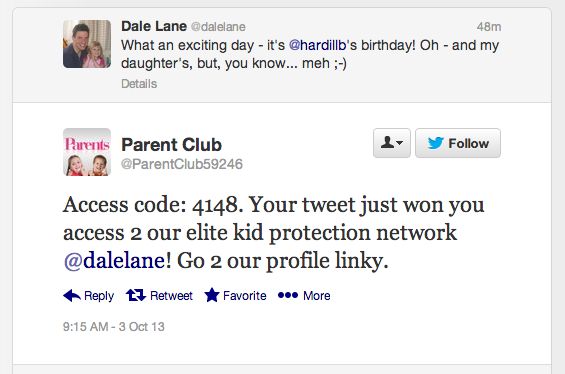 Dale Lane @dalelane 48m
What an exciting day - it's @hardillb's birthday! Oh - and my
daughter's, but, you know... meh ;-)
Details
Parents
Parent Club
@ParentClub59246
Follow
Access code: 4148. Your tweet just won you
access 2 our elite kid protection network
@dalelane! Go 2 our profile linky.
Reply Retweet Favorite More
9:15 AM - 3 Oct 13